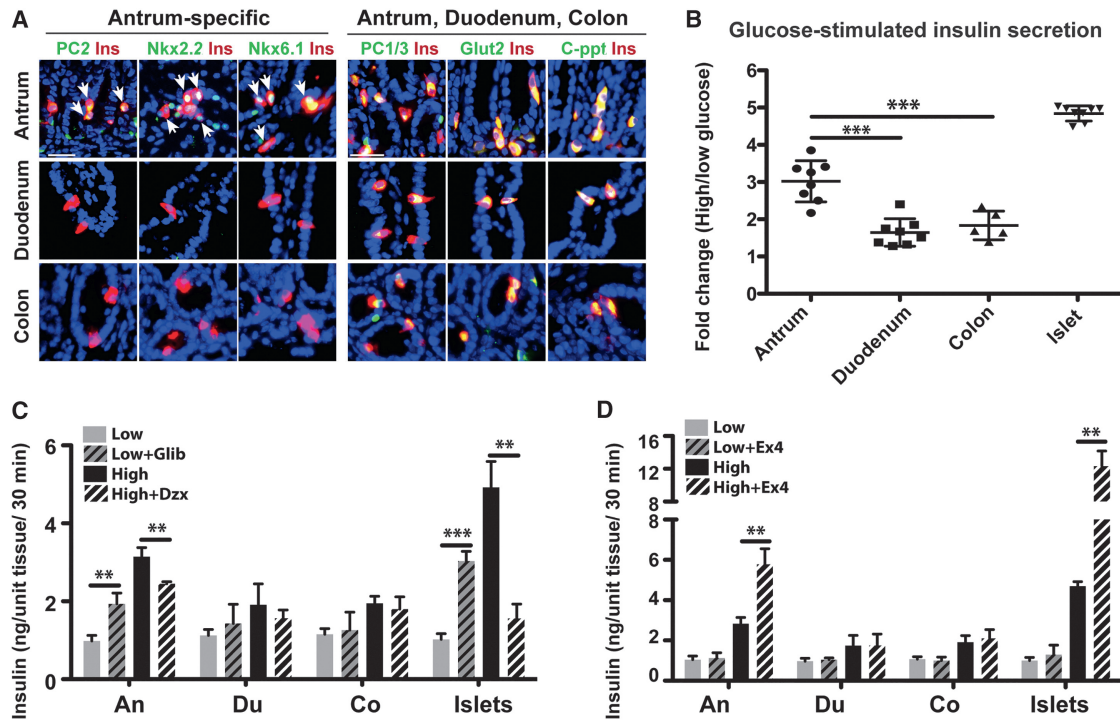 A
Antrum-specific
Antrum, Duodenum, Colon
PC2 Ins
Nkx2.2 Ins
Nkx6.1 Ins
PC1/3 Ins
Glut2 Ins
C-ppt Ins
Antrum
Duodenum
Colon
B
Glucose-stimulated insulin secretion
Fold change (High/low glucose)
6
5
4
3
2
1
0
***
***
Antrum
Duodenum
Colon
Islet
C
Insulin (ng/unit tissue/ 30 min)
6
4
2
0
Low
Low+Glib
High
High+Dzx
**
**
***
**
An
Du
Co
Islets
D
Insulin (ng/unit tissue/ 30 min)
16
12
8
8
6
4
2
0
Low
Low+Ex4
High
High+Ex4
**
**
An
Du
Co
Islets